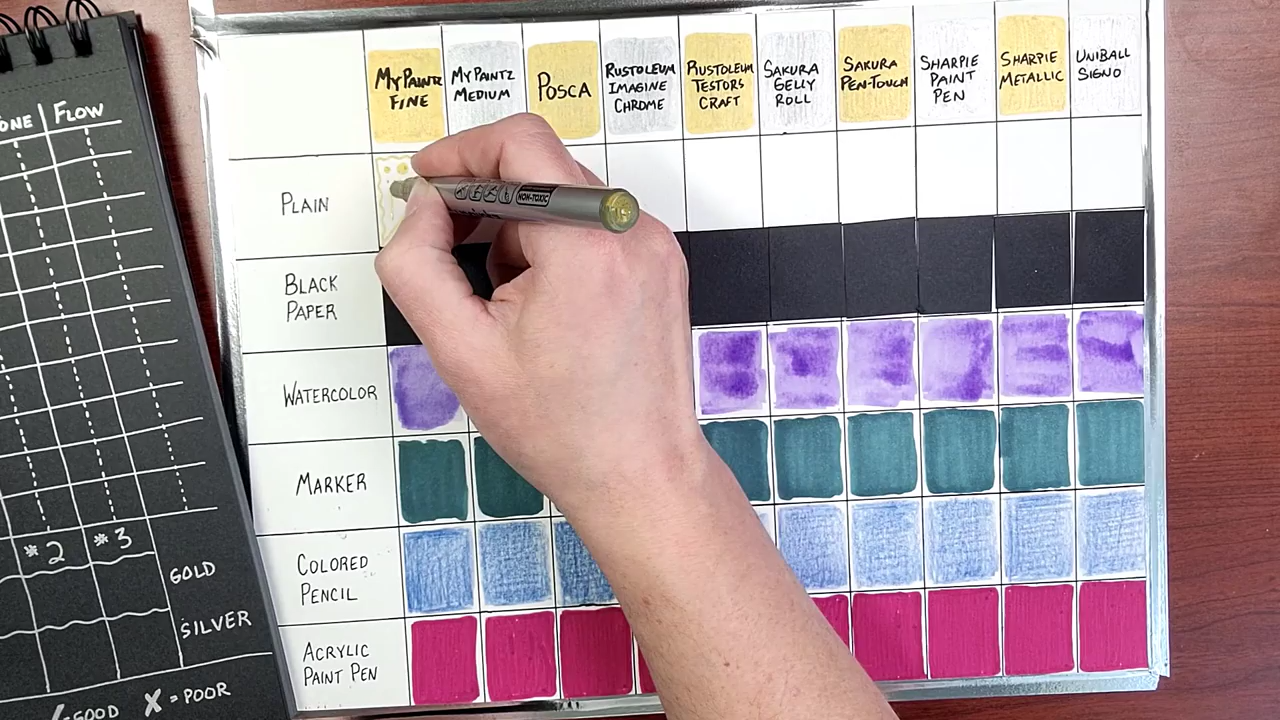 MyPaintz
Fine
MyPaintz
Medium
Posca
Rustoleum
Imagine
Chrome
Rustoleum
Testors
Craft
Sakura
Gelly
Roll
Sakura
Pen-Touch
Sharpie
Paint
Pen
Sharpie
Metallic
Uniball
Signo
Plain
Black
Paper
Watercolor
Marker
Colored
Pencil
Acrylic
Paint Pen
Flow
*2 *3
Gold
Silver
Good X = Poor
NON-TOXIC